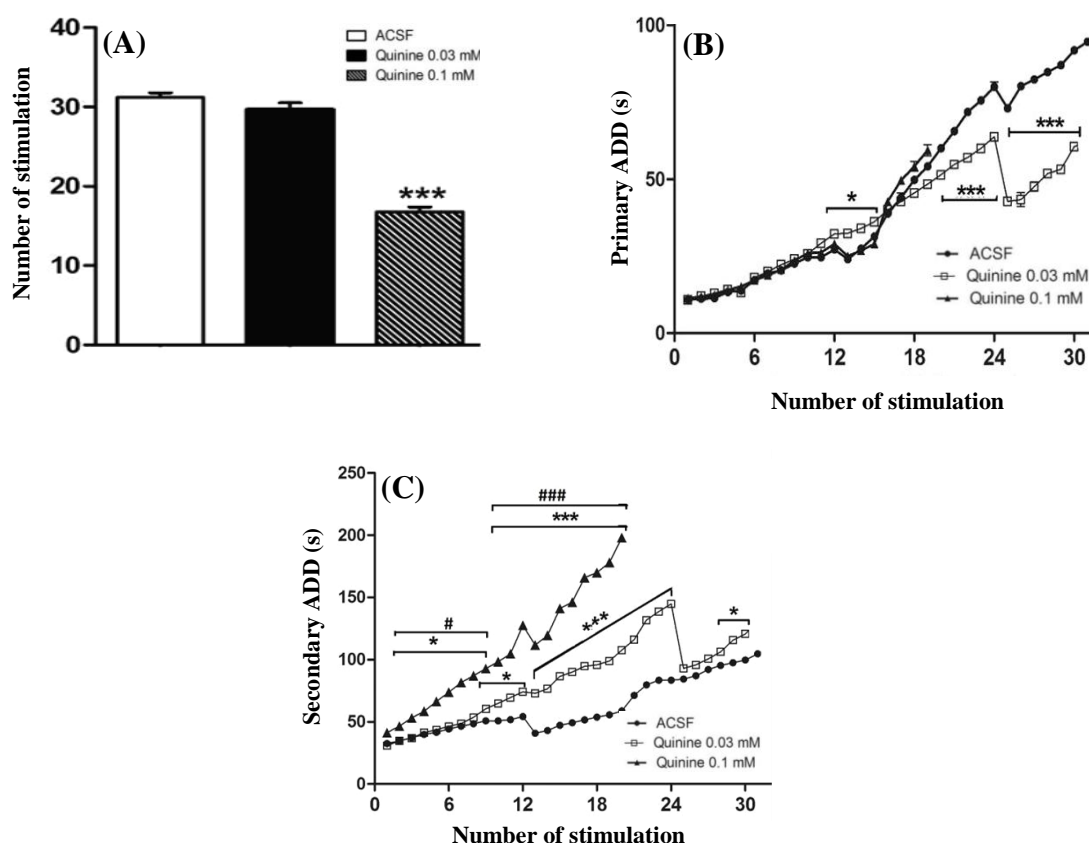 (A)
ACSF
Quinine 0.03 mM
Quinine 0.1 mM
Number of stimulation
40
30
20
10
0
***
(B)
Primary ADD (s)
100
50
0
*
***
***
ACSF
Quinine 0.03 mM
Quinine 0.1 mM
0 6 12 18 24 30
Number of stimulation
(C)
Secondary ADD (s)
250
200
150
100
50
0
###
***
#
*
*
***
*
ACSF
Quinine 0.03 mM
Quinine 0.1 mM
0 6 12 18 24 30
Number of stimulation